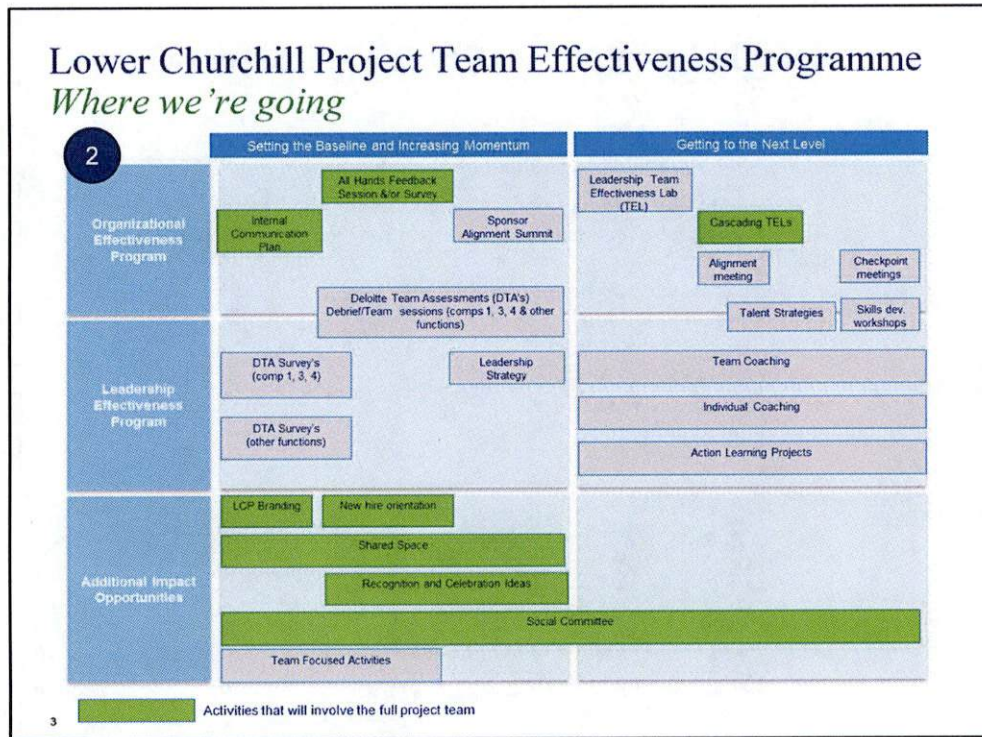 Lower Churchill Project Team Effectiveness Programme
Where we're going
2
Setting the Baseline and Increasing Momentum
Getting to the Next Level
Organizational
Effectiveness
Program
All Hands Feedback
Session &/or Survey
Internal
Communication
Plan
Sponsor
Alignment Summit
Leadership Team
Effectiveness Lab
(TEL)
Cascading TELs
Alignment
meeting
Checkpoint
meetings
Deloitte Team Assessments (DTA's)
Debrief/Team sessions (comps 1, 3, 4 & other
functions)
Talent Strategies
Skills dev.
workshops
Leadership
Effectiveness
Program
DTA Survey's
(comp 1, 3, 4)
Leadership
Strategy
Team Coaching
DTA Survey's
(other functions)
Individual Coaching
Action Learning Projects
Additional Impact
Opportunities
LCP Branding
New hire orientation
Shared Space
Recognition and Celebration Ideas
Social Committee
Team Focused Activities
Activities that will involve the full project team
3